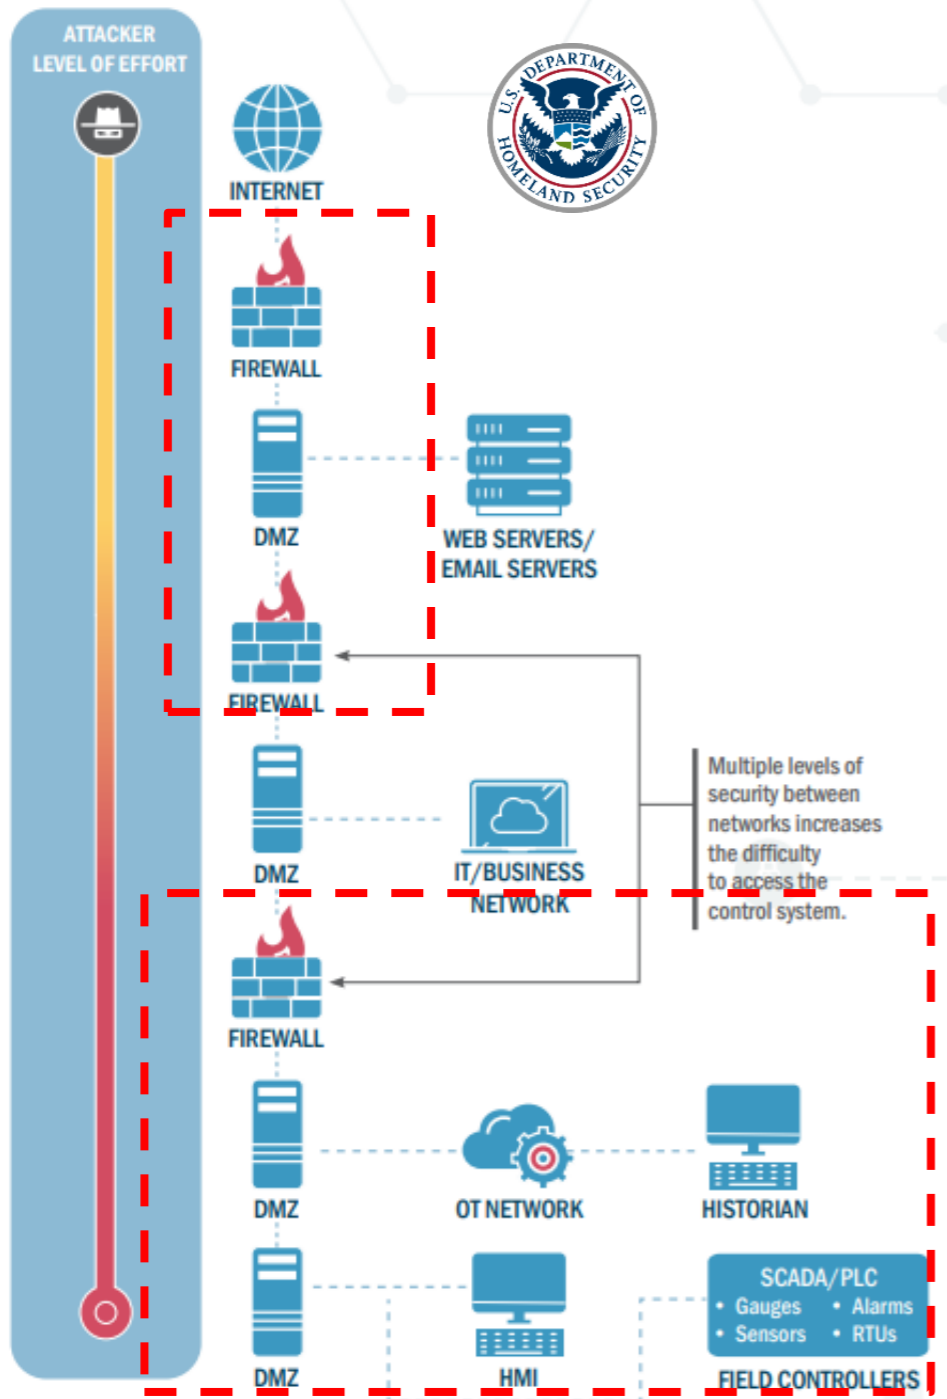 ATTACKER
LEVEL OF EFFORT
U.S. DEPARTMENT OF
HOMELAND SECURITY
INTERNET
FIREWALL
DMZ
WEB SERVERS/
EMAIL SERVERS
FIREWALL
Multiple levels of
security between
networks increases
the difficulty
to access the
control system.
DMZ
IT/BUSINESS
NETWORK
FIREWALL
DMZ
OT NETWORK
HISTORIAN
SCADA/PLC
• Gauges • Alarms
• Sensors • RTUs
DMZ
HMI
FIELD CONTROLLERS